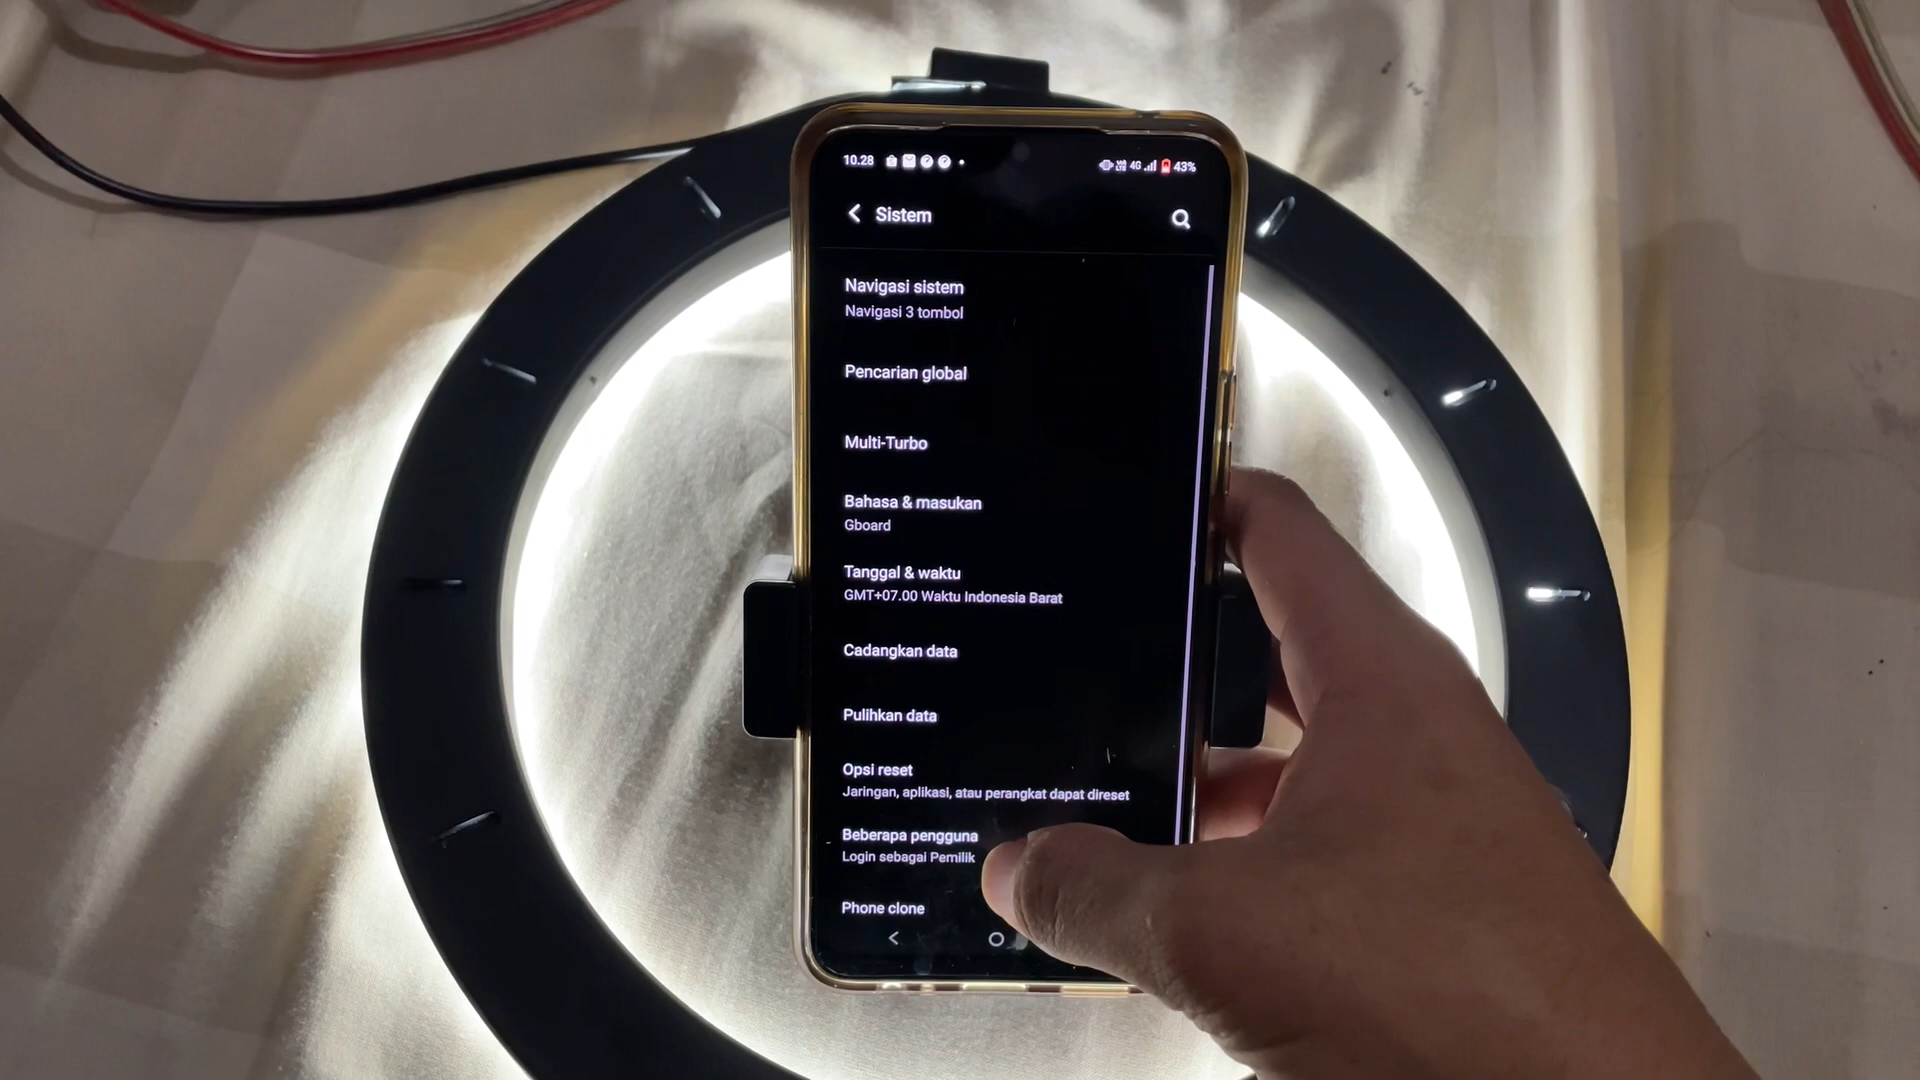 10.28
4G
43%
Sistem
Navigasi sistem
Navigasi 3 tombol
Pencarian global
Multi-Turbo
Bahasa & masukan
Gboard
Tanggal & waktu
GMT+07.00 Waktu Indonesia Barat
Cadangkan data
Pulihkan data
Opsi reset
Jaringan, aplikasi, atau perangkat dapat direset
Beberapa pengguna
Login sebagai Pemilik
Phone clone